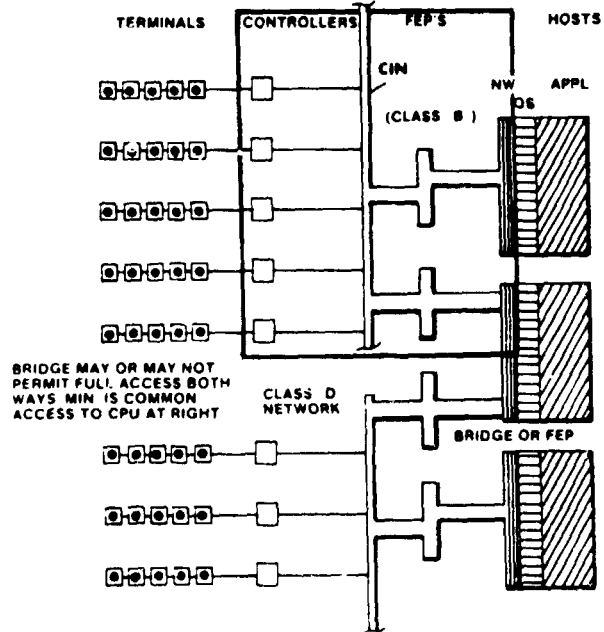 TERMINALS CONTROLLERS FEP'S HOSTS
CIN
NW APPL
OS
(CLASS B)
BRIDGE MAY OR MAY NOT
PERMIT FULL ACCESS BOTH
WAYS MIN IS COMMON
ACCESS TO CPU AT RIGHT
CLASS D
NETWORK
BRIDGE OR FEP